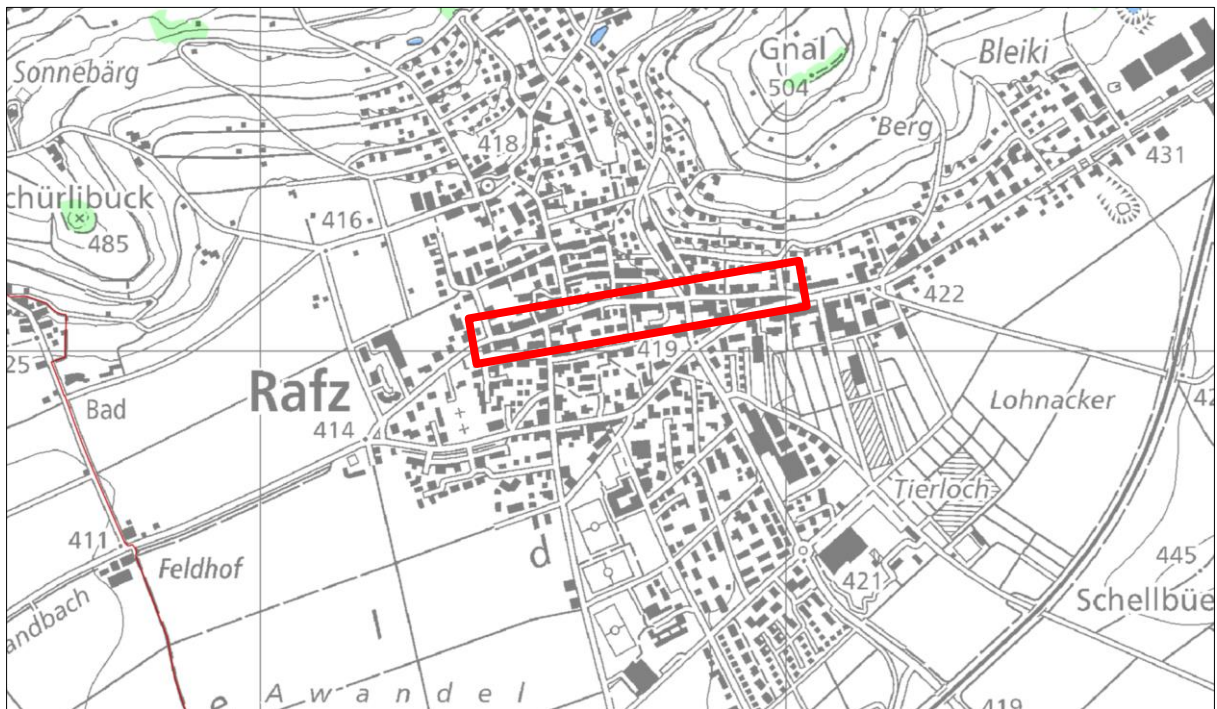 Sonnebärg
Gnal
504
Bleiki
Berg
418
431
chürlibuck
485
416
422
419
25
Bad
Rafz
414
Lohnacker
42
Tierloch-
411
Feldhof
d
421
445
Schellbüe
andbach
l
e
Awandel
419